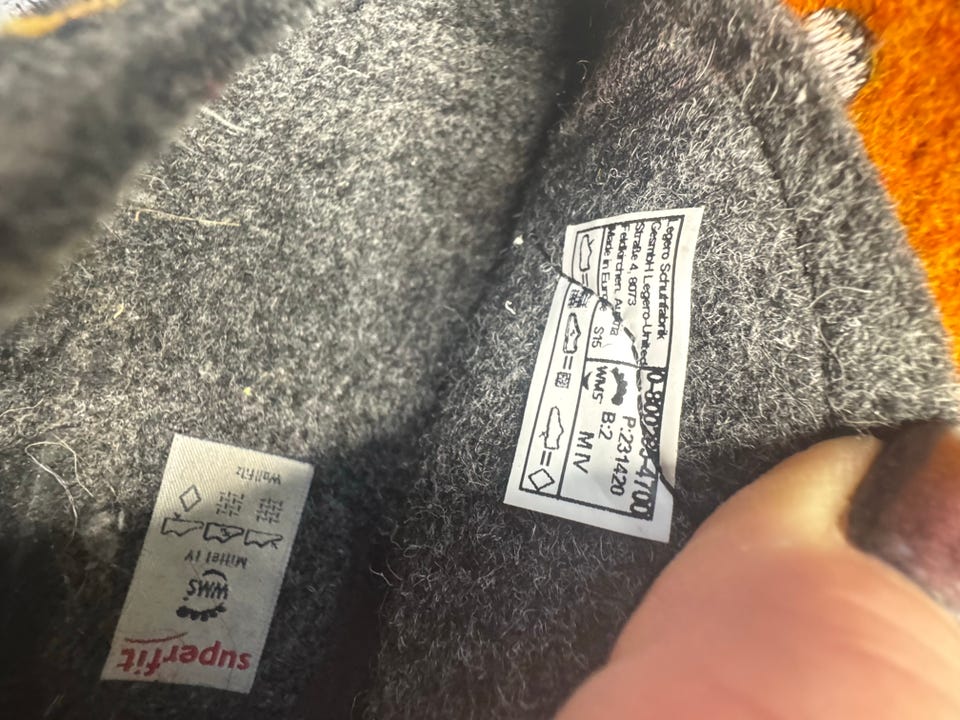 Legero Schuhfabrik
GesmbH Legero-United
Straße 4, 8073
Feldkirchen, Austria
Made in Europe
S15
P:231420
WMS B:2
M IV
superfit
WMS
Mittel IV
Wollfilz